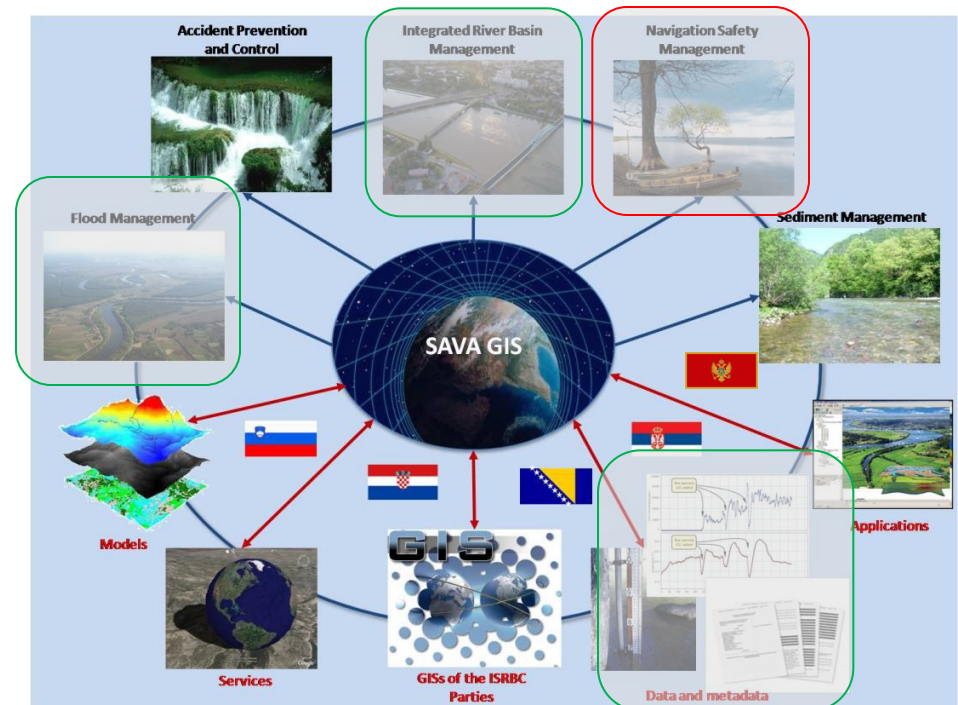 Accident Prevention
and Control
Integrated River Basin
Management
Navigation Safety
Management
Flood Management
Sediment Management
SAVA GIS
Models
Applications
GIS
Services
GISs of the ISRBC
Parties
Data and metadata